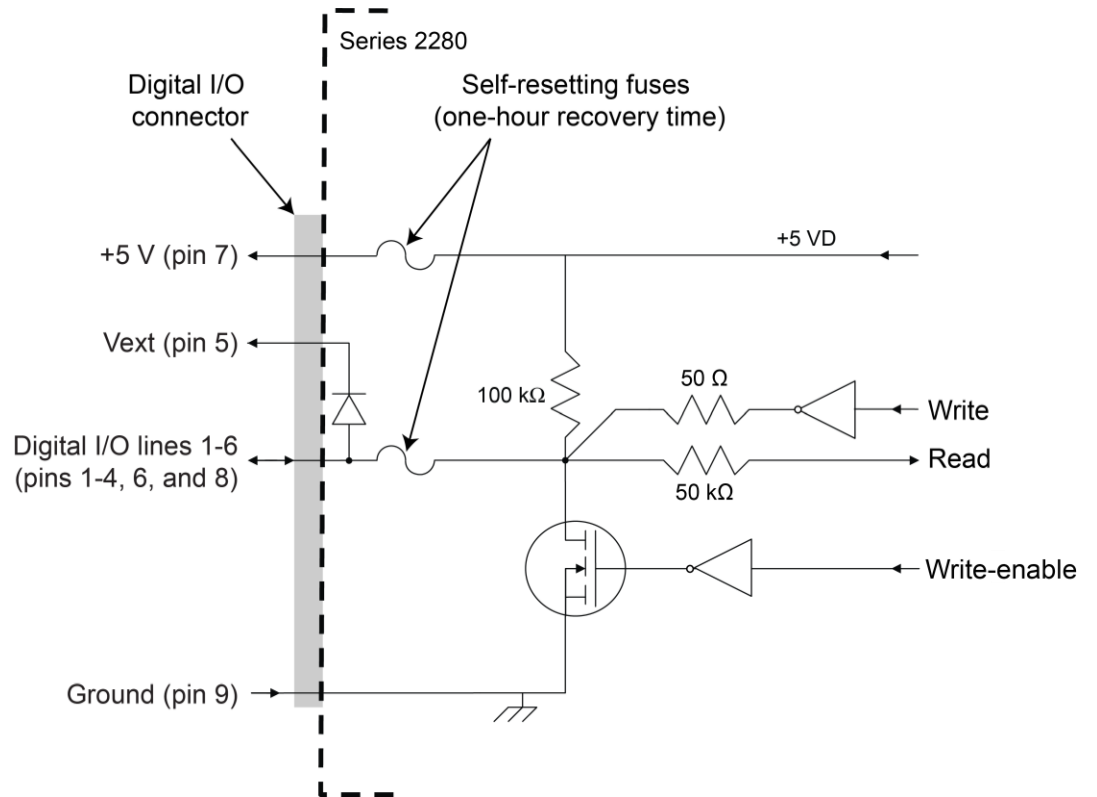 Series 2280
Digital I/O
connector
Self-resetting fuses
(one-hour recovery time)
+5 V (pin 7)
+5 VD
Vext (pin 5)
100 kΩ
50 Ω
Write
Digital I/O lines 1-6
(pins 1-4, 6, and 8)
Read
50 kΩ
Write-enable
Ground (pin 9)